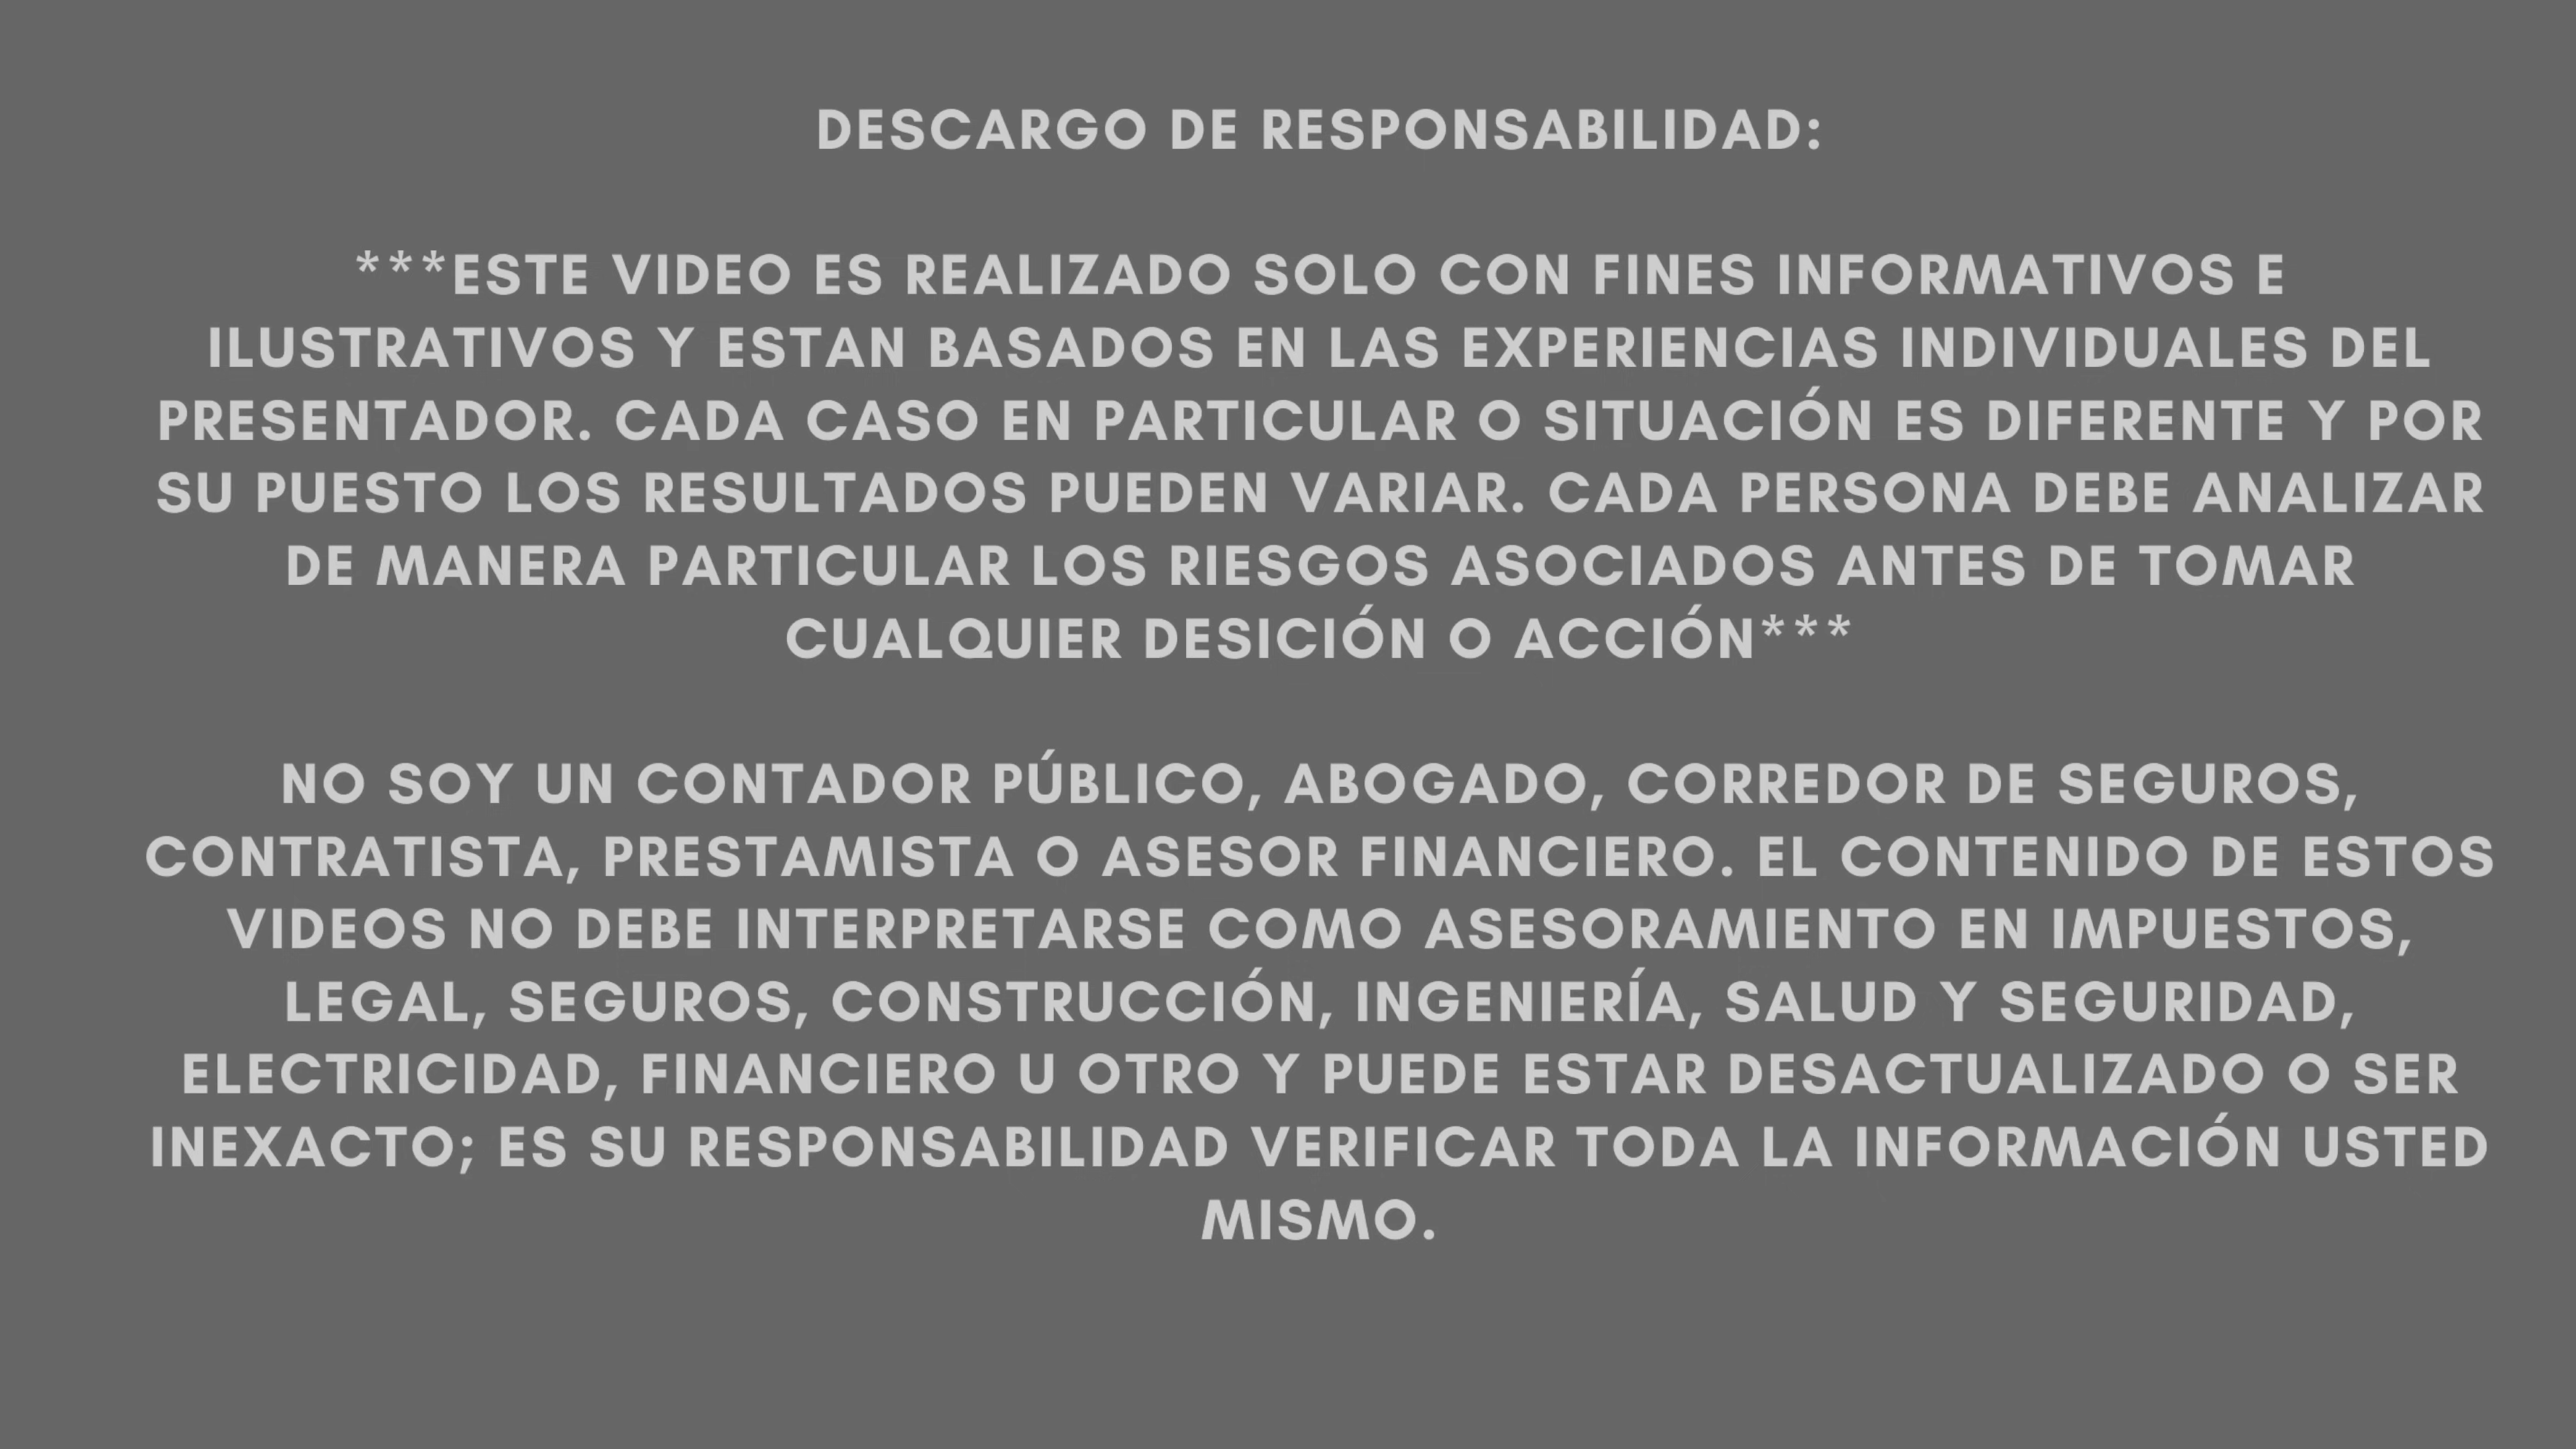 DESCARGO DE RESPONSABILIDAD:
***ESTE VIDEO ES REALIZADO SOLO CON FINES INFORMATIVOS E
ILUSTRATIVOS Y ESTAN BASADOS EN LAS EXPERIENCIAS INDIVIDUALES DEL
PRESENTADOR. CADA CASO EN PARTICULAR O SITUACIÓN ES DIFERENTE Y POR
SU PUESTO LOS RESULTADOS PUEDEN VARIAR. CADA PERSONA DEBE ANALIZAR
DE MANERA PARTICULAR LOS RIESGOS ASOCIADOS ANTES DE TOMAR
CUALQUIER DESICIÓN O ACCIÓN***
NO SOY UN CONTADOR PÚBLICO, ABOGADO, CORREDOR DE SEGUROS,
CONTRATISTA, PRESTAMISTA O ASESOR FINANCIERO. EL CONTENIDO DE ESTOS
VIDEOS NO DEBE INTERPRETARSE COMO ASESORAMIENTO EN IMPUESTOS,
LEGAL, SEGUROS, CONSTRUCCIÓN, INGENIERÍA, SALUD Y SEGURIDAD,
ELECTRICIDAD, FINANCIERO U OTRO Y PUEDE ESTAR DESACTUALIZADO O SER
INEXACTO; ES SU RESPONSABILIDAD VERIFICAR TODA LA INFORMACIÓN USTED
MISMO.